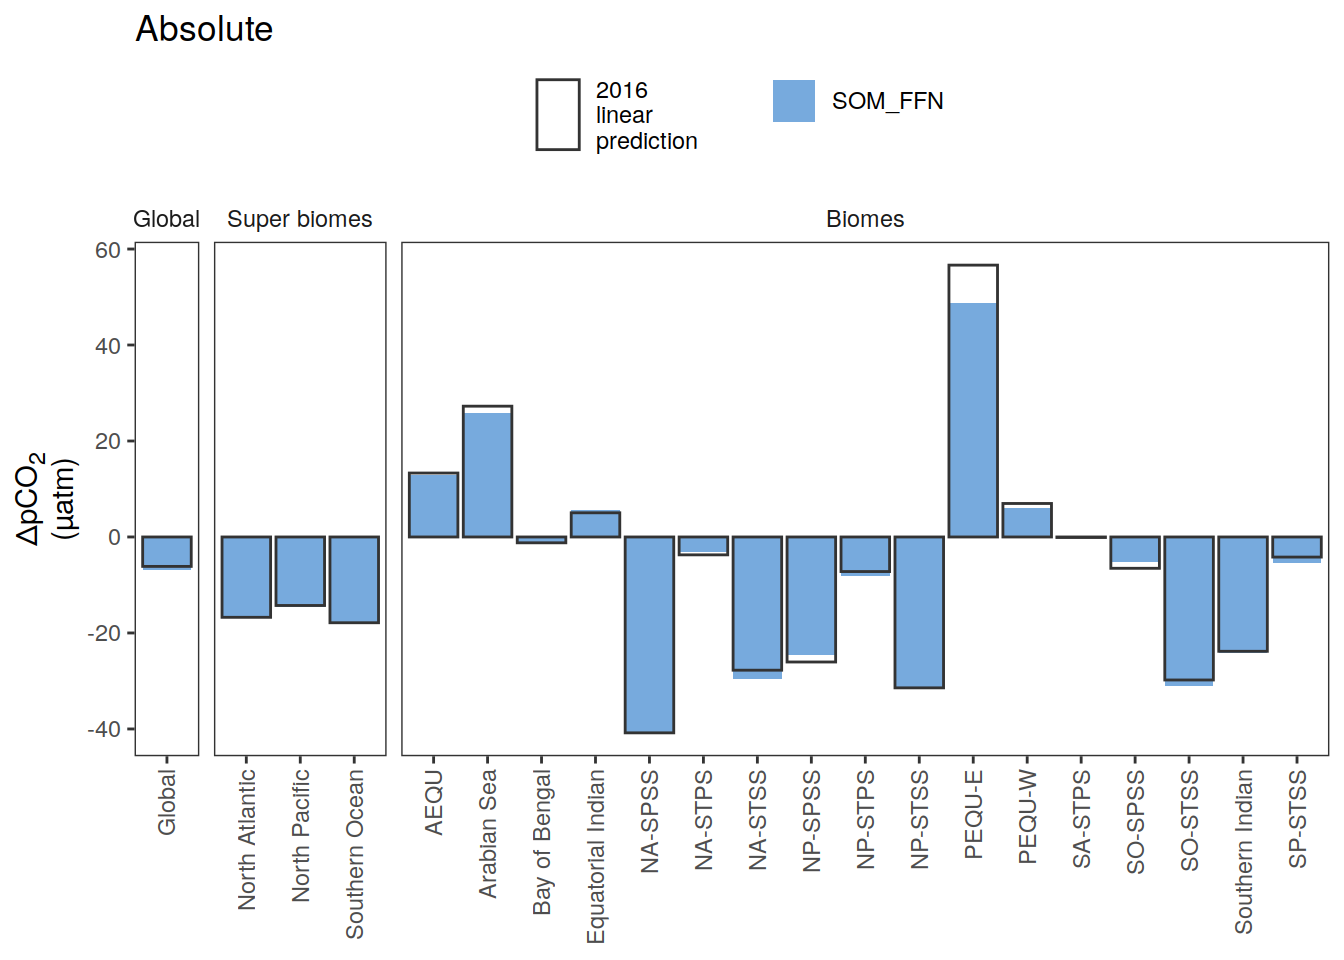 Absolute
2016
linear
prediction
SOM_FFN
Global
Super biomes
Biomes
ΔpCO₂
(µatm)
60
40
20
0
-20
-40
Global
North Atlantic
North Pacific
Southern Ocean
AEQU
Arabian Sea
Bay of Bengal
Equatorial Indian
NA-SPSS
NA-STPS
NA-STSS
NP-SPSS
NP-STPS
NP-STSS
PEQU-E
PEQU-W
SA-STPS
SO-SPSS
SO-STSS
Southern Indian
SP-STSS